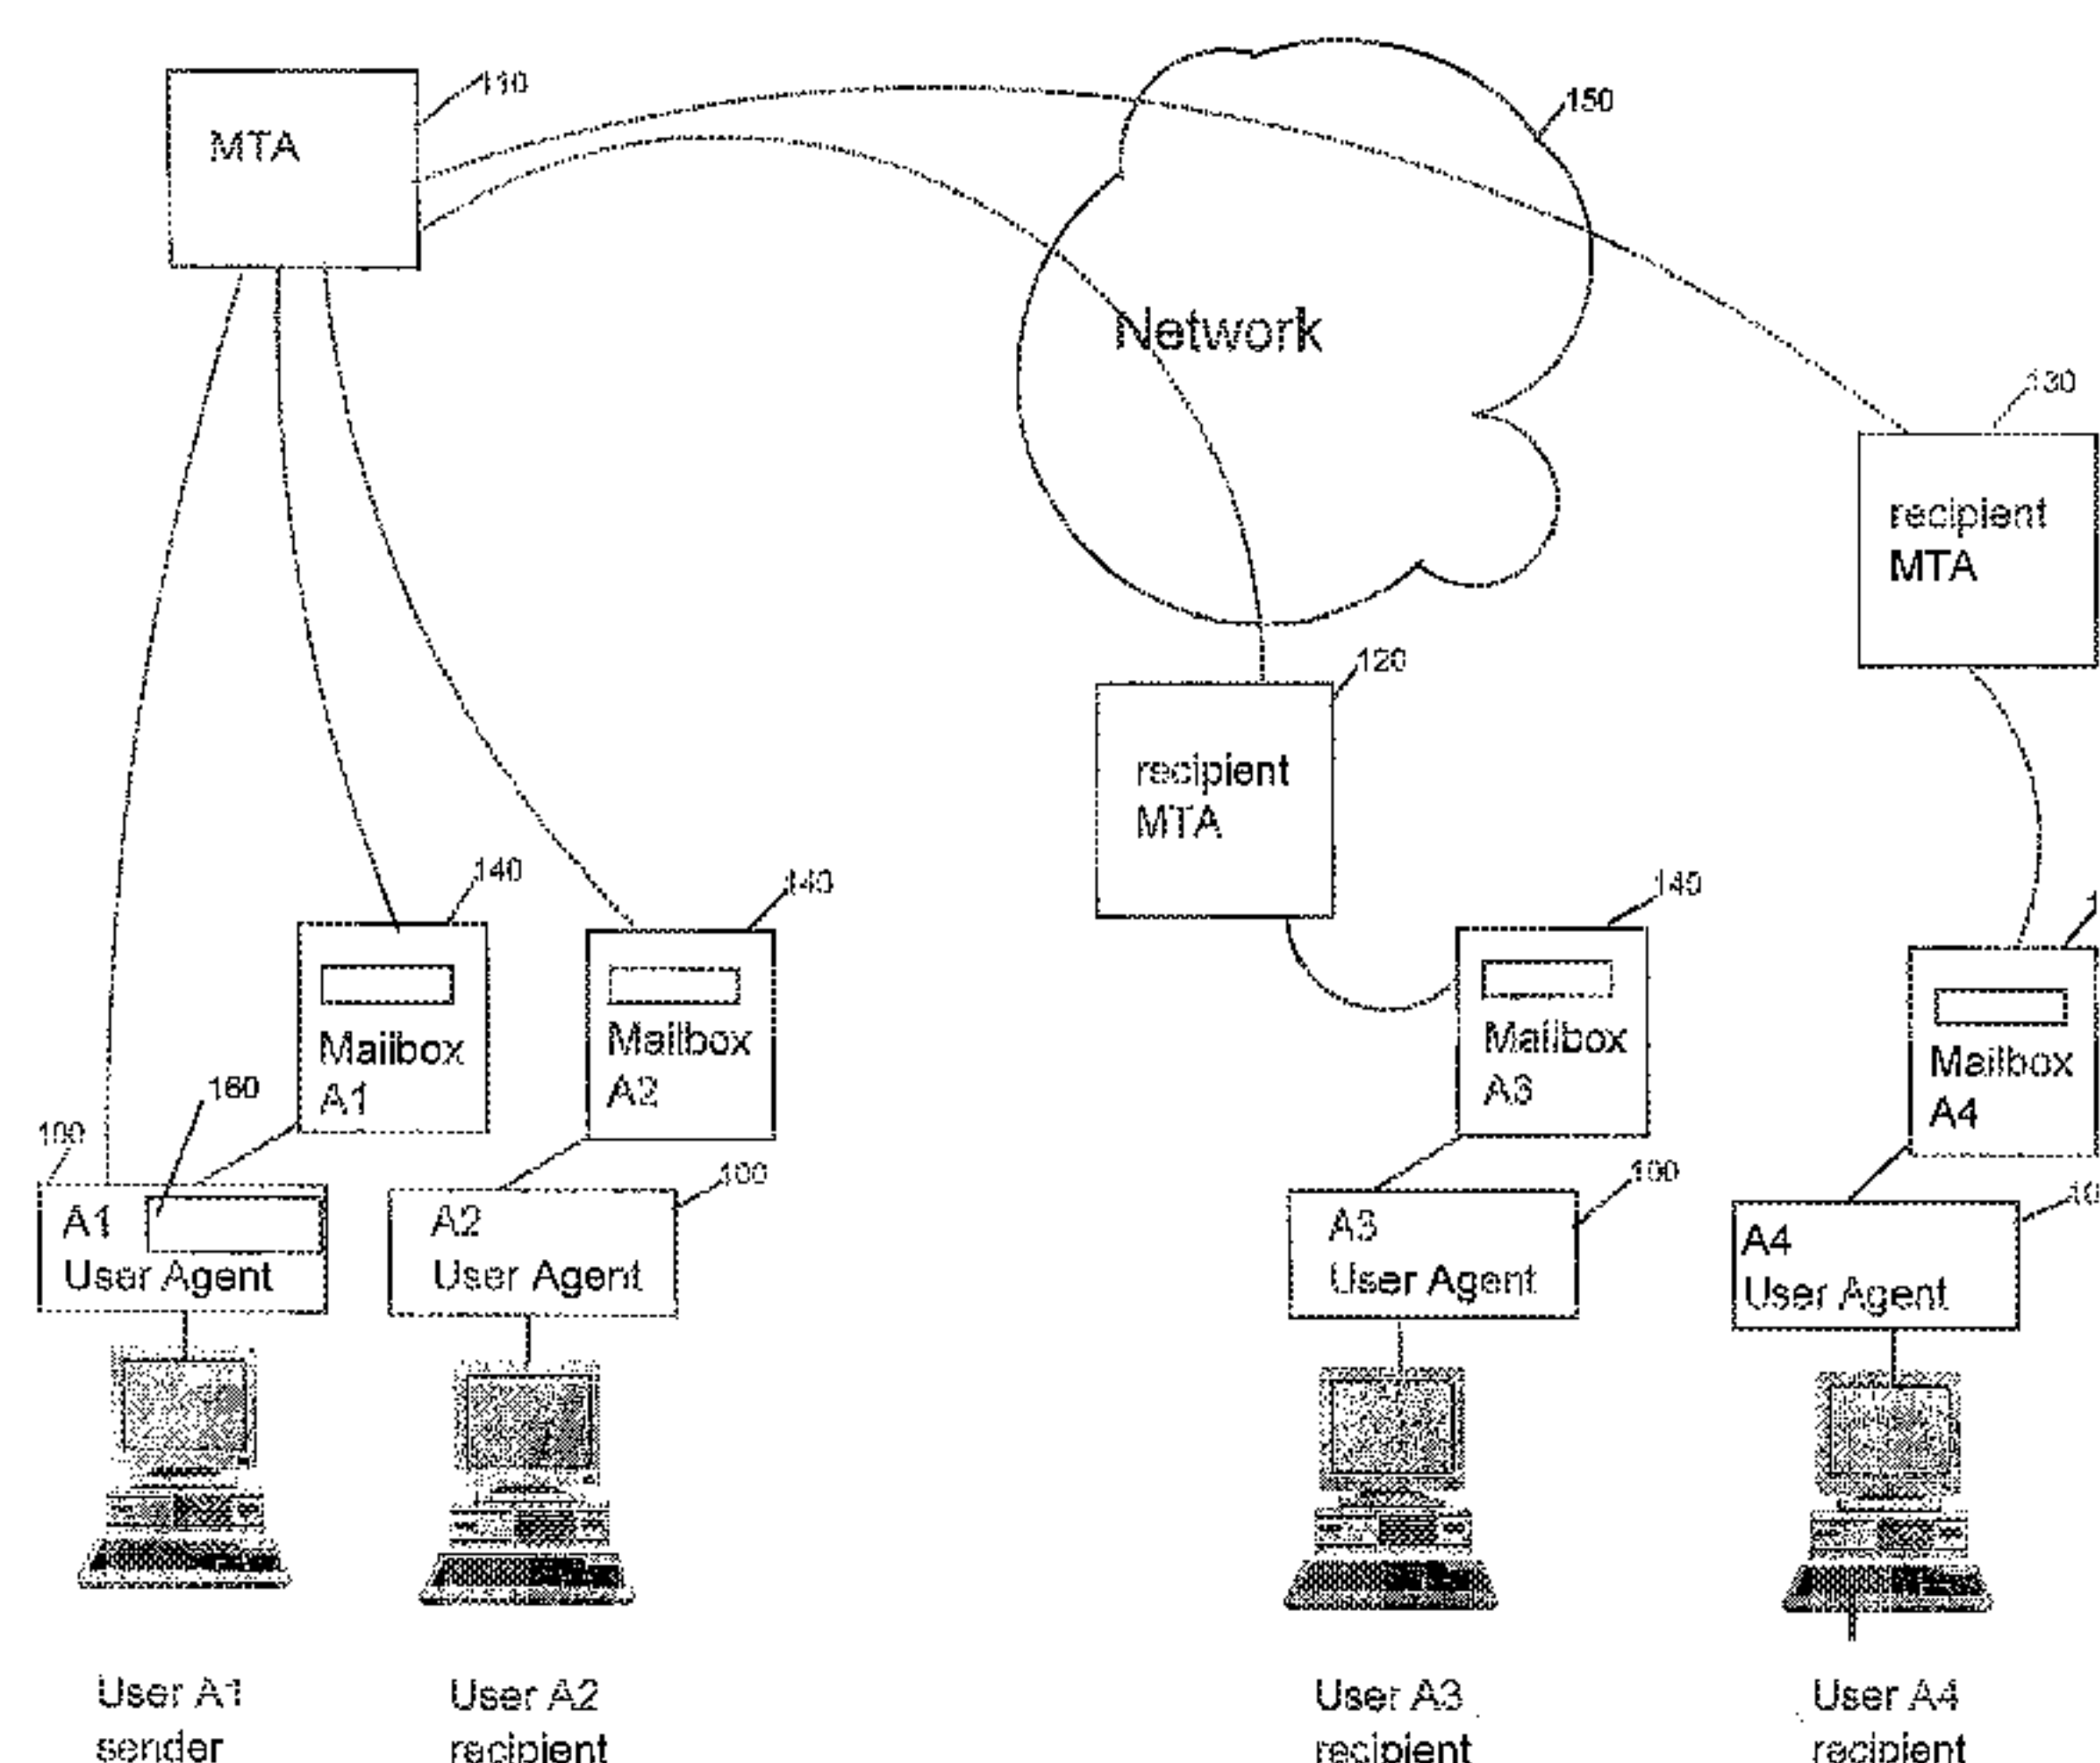 110
MTA
150
Network
130
recipient
MTA
120
recipient
MTA
140
140
140
Mailbox
A1
Mailbox
A2
Mailbox
A3
Mailbox
A4
160
100
100
100
A1
User Agent
A2
User Agent
A3
User Agent
A4
User Agent
User A1
sender
User A2
recipient
User A3
recipient
User A4
recipient